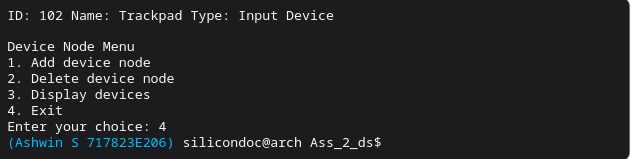 ID: 102 Name: Trackpad Type: Input Device
Device Node Menu
1. Add device node
2. Delete device node
3. Display devices
4. Exit
Enter your choice: 4
(Ashwin S 717823E206) silicondoc@arch Ass_2_ds$